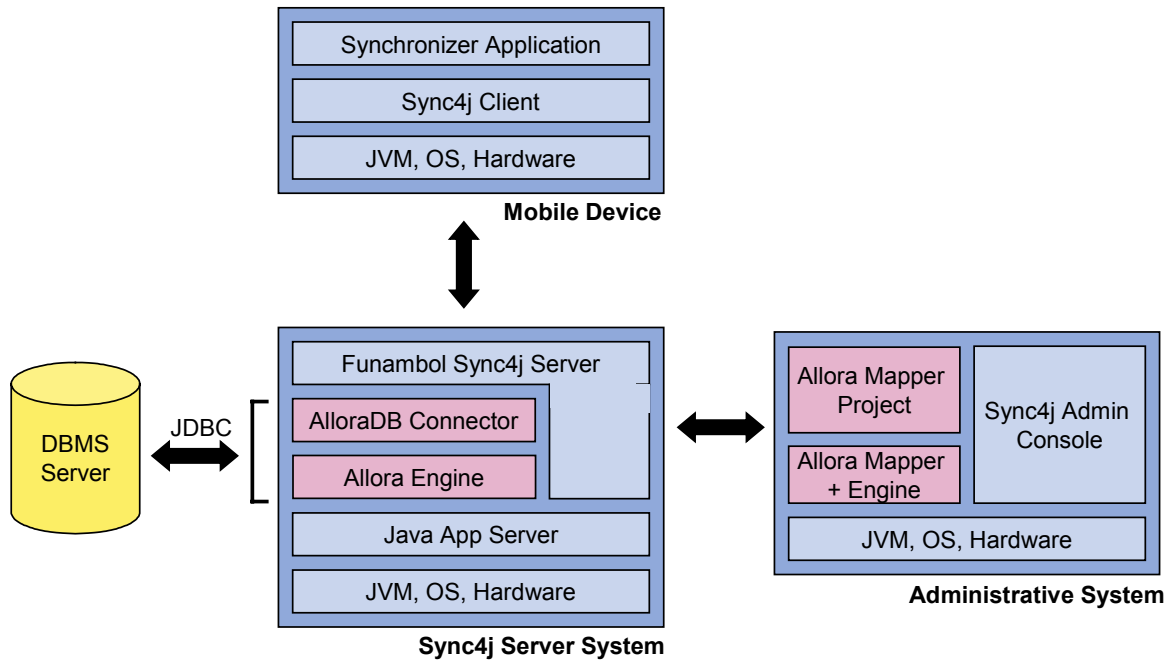 Synchronizer Application
Sync4j Client
JVM, OS, Hardware
Mobile Device
DBMS
Server
JDBC
Funambol Sync4j Server
AlloraDB Connector
Allora Engine
Java App Server
JVM, OS, Hardware
Sync4j Server System
Allora Mapper
Project
Allora Mapper
+ Engine
Sync4j Admin
Console
JVM, OS, Hardware
Administrative System